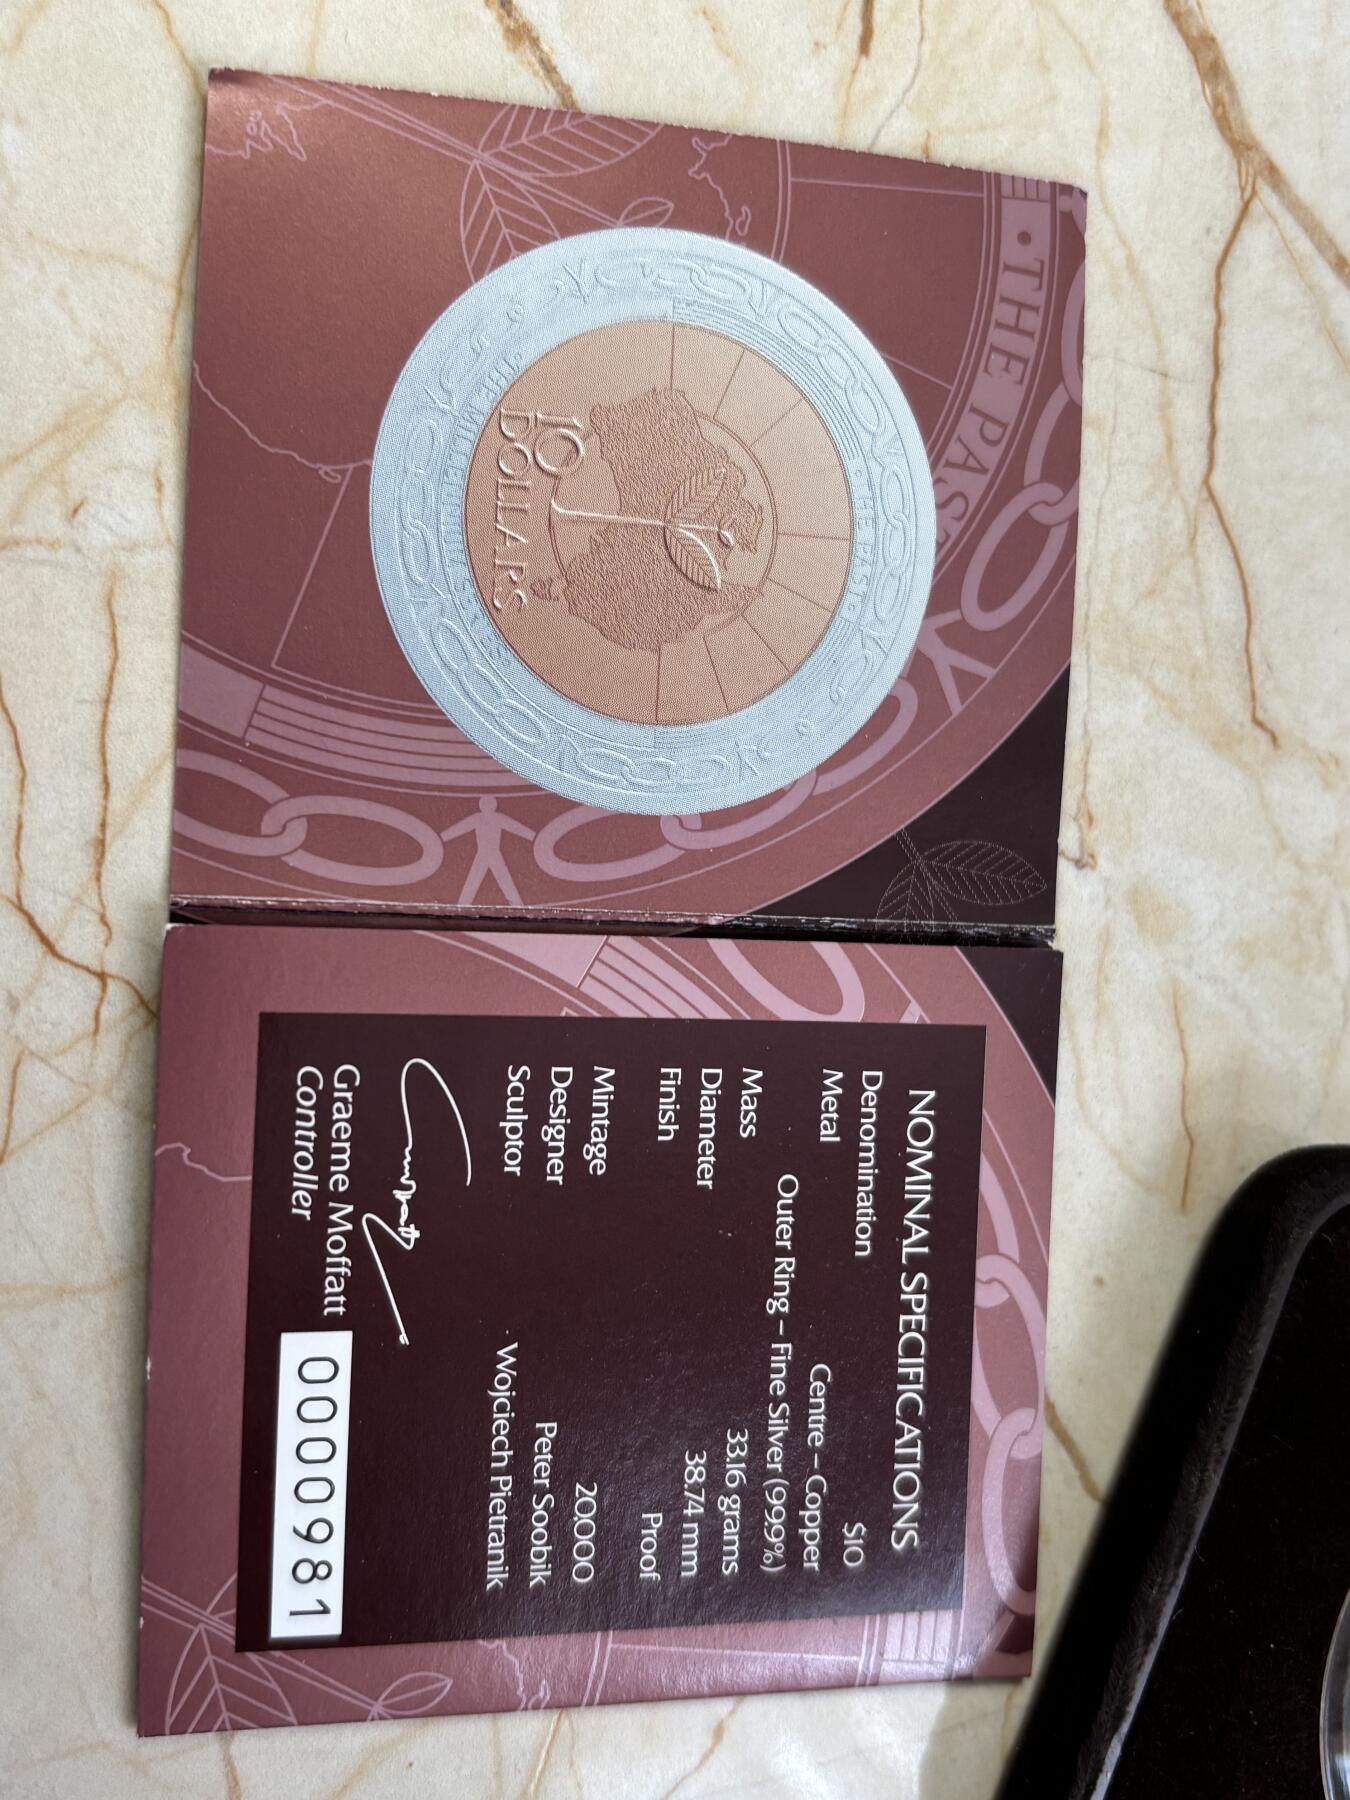 • THE PAST
• THE PAST •
• THE MILLENNIUM SERIES •
10
DOLLARS
NOMINAL SPECIFICATIONS
Denomination $10
Metal Centre – Copper
Outer Ring – Fine Silver (99.9%)
Mass 33.16 grams
Diameter 38.74 mm
Finish Proof
Mintage 20,000
Designer Peter Soobik
Sculptor Wojciech Pietranik
Graeme Moffatt
Controller
0000981